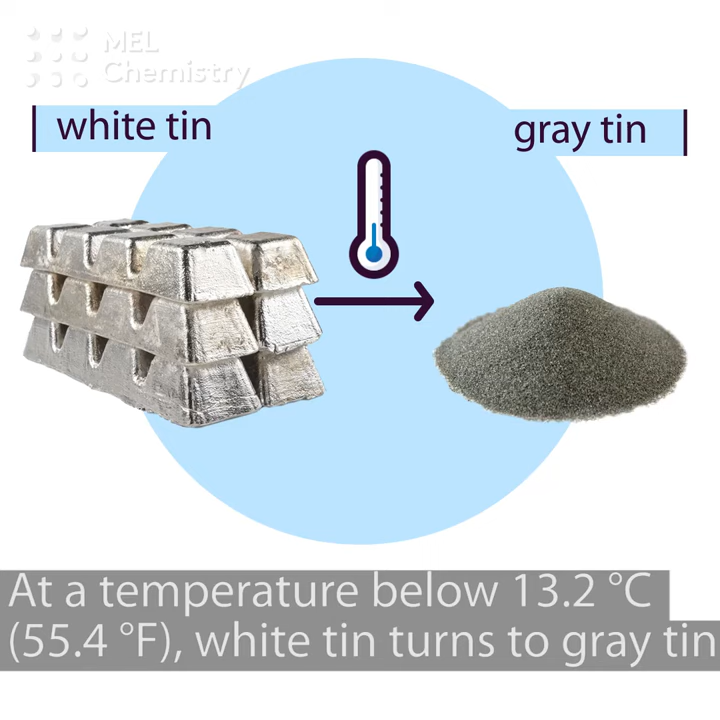 MEL
Chemistry
white tin
gray tin
At a temperature below 13.2 °C
(55.4 °F), white tin turns to gray tin